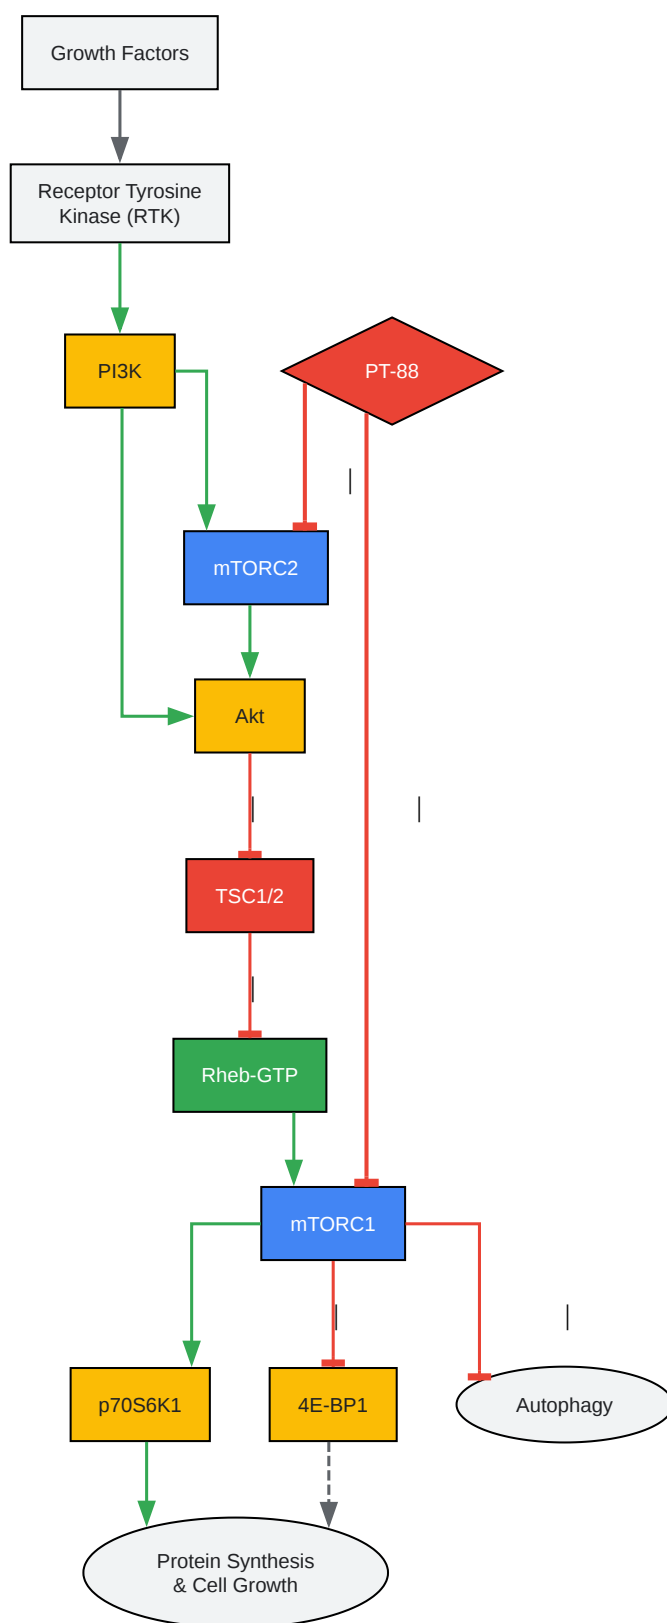 Growth Factors
Receptor Tyrosine
Kinase (RTK)
PI3K
PT-88
|
mTORC2
Akt
|
|
TSC1/2
|
Rheb-GTP
mTORC1
|
|
p70S6K1
4E-BP1
Autophagy
Protein Synthesis
& Cell Growth